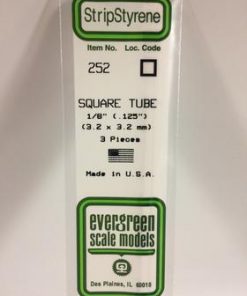 StripStyrene
Item No. Loc. Code
252
SQUARE TUBE
1/8" (.125")
(3.2 x 3.2 mm)
3 Pieces
Made in U.S.A.
evergreen
scale models
Des Plaines, IL 60018